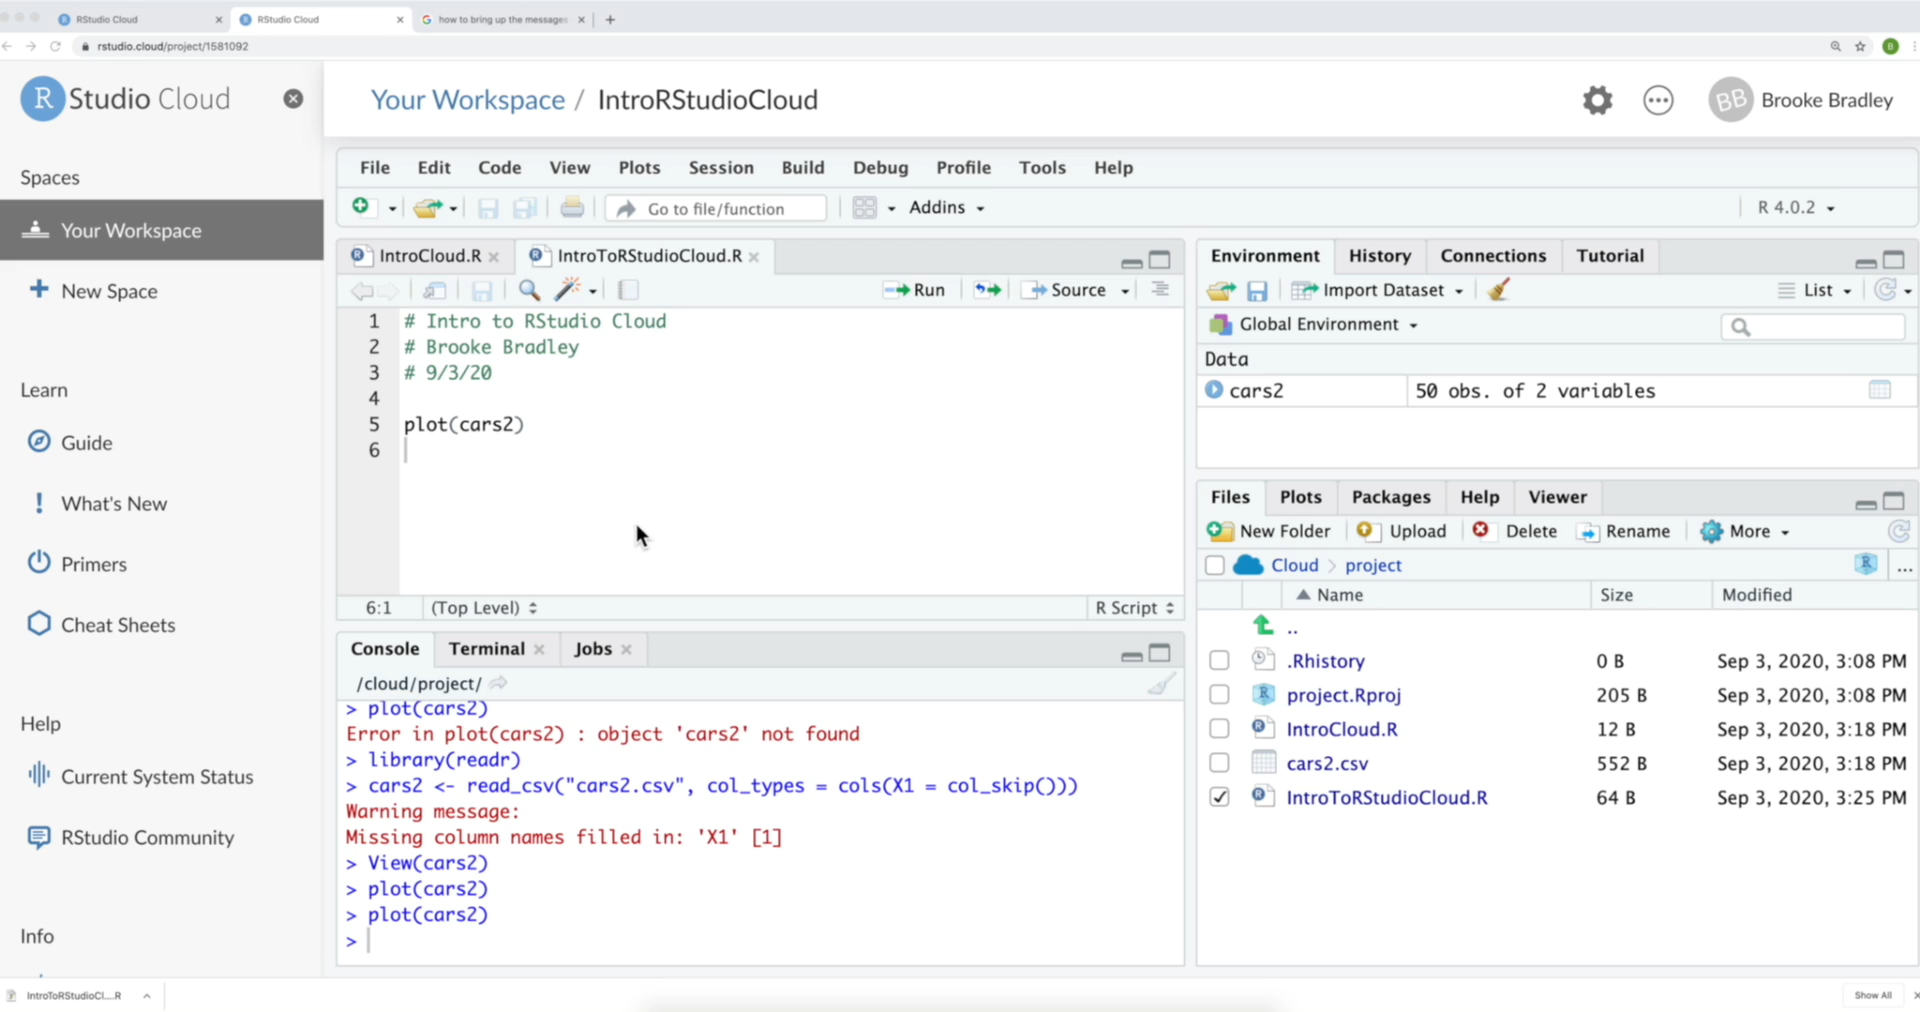 RStudio Cloud
RStudio Cloud
how to bring up the messages
rstudio.cloud/project/1581092
B
R Studio Cloud
Your Workspace / IntroRStudioCloud
BB Brooke Bradley
Spaces
Your Workspace
New Space
Learn
Guide
What's New
Primers
Cheat Sheets
Help
Current System Status
RStudio Community
Info
File Edit Code View Plots Session Build Debug Profile Tools Help
Go to file/function
Addins
R 4.0.2
IntroCloud.R
IntroToRStudioCloud.R
Run
Source
1 # Intro to RStudio Cloud
2 # Brooke Bradley
3 # 9/3/20
4
5 plot(cars2)
6
6:1 (Top Level) R Script
Console Terminal Jobs
/cloud/project/
> plot(cars2)
Error in plot(cars2) : object 'cars2' not found
> library(readr)
> cars2 <- read_csv("cars2.csv", col_types = cols(X1 = col_skip()))
Warning message:
Missing column names filled in: 'X1' [1]
> View(cars2)
> plot(cars2)
> plot(cars2)
>
Environment History Connections Tutorial
Import Dataset
List
Global Environment
Data
cars2 50 obs. of 2 variables
Files Plots Packages Help Viewer
New Folder Upload Delete Rename More
Cloud > project
R ...
Name Size Modified
..
.Rhistory 0 B Sep 3, 2020, 3:08 PM
project.Rproj 205 B Sep 3, 2020, 3:08 PM
IntroCloud.R 12 B Sep 3, 2020, 3:18 PM
cars2.csv 552 B Sep 3, 2020, 3:18 PM
IntroToRStudioCloud.R 64 B Sep 3, 2020, 3:25 PM
IntroToRStudioCl....R
Show All